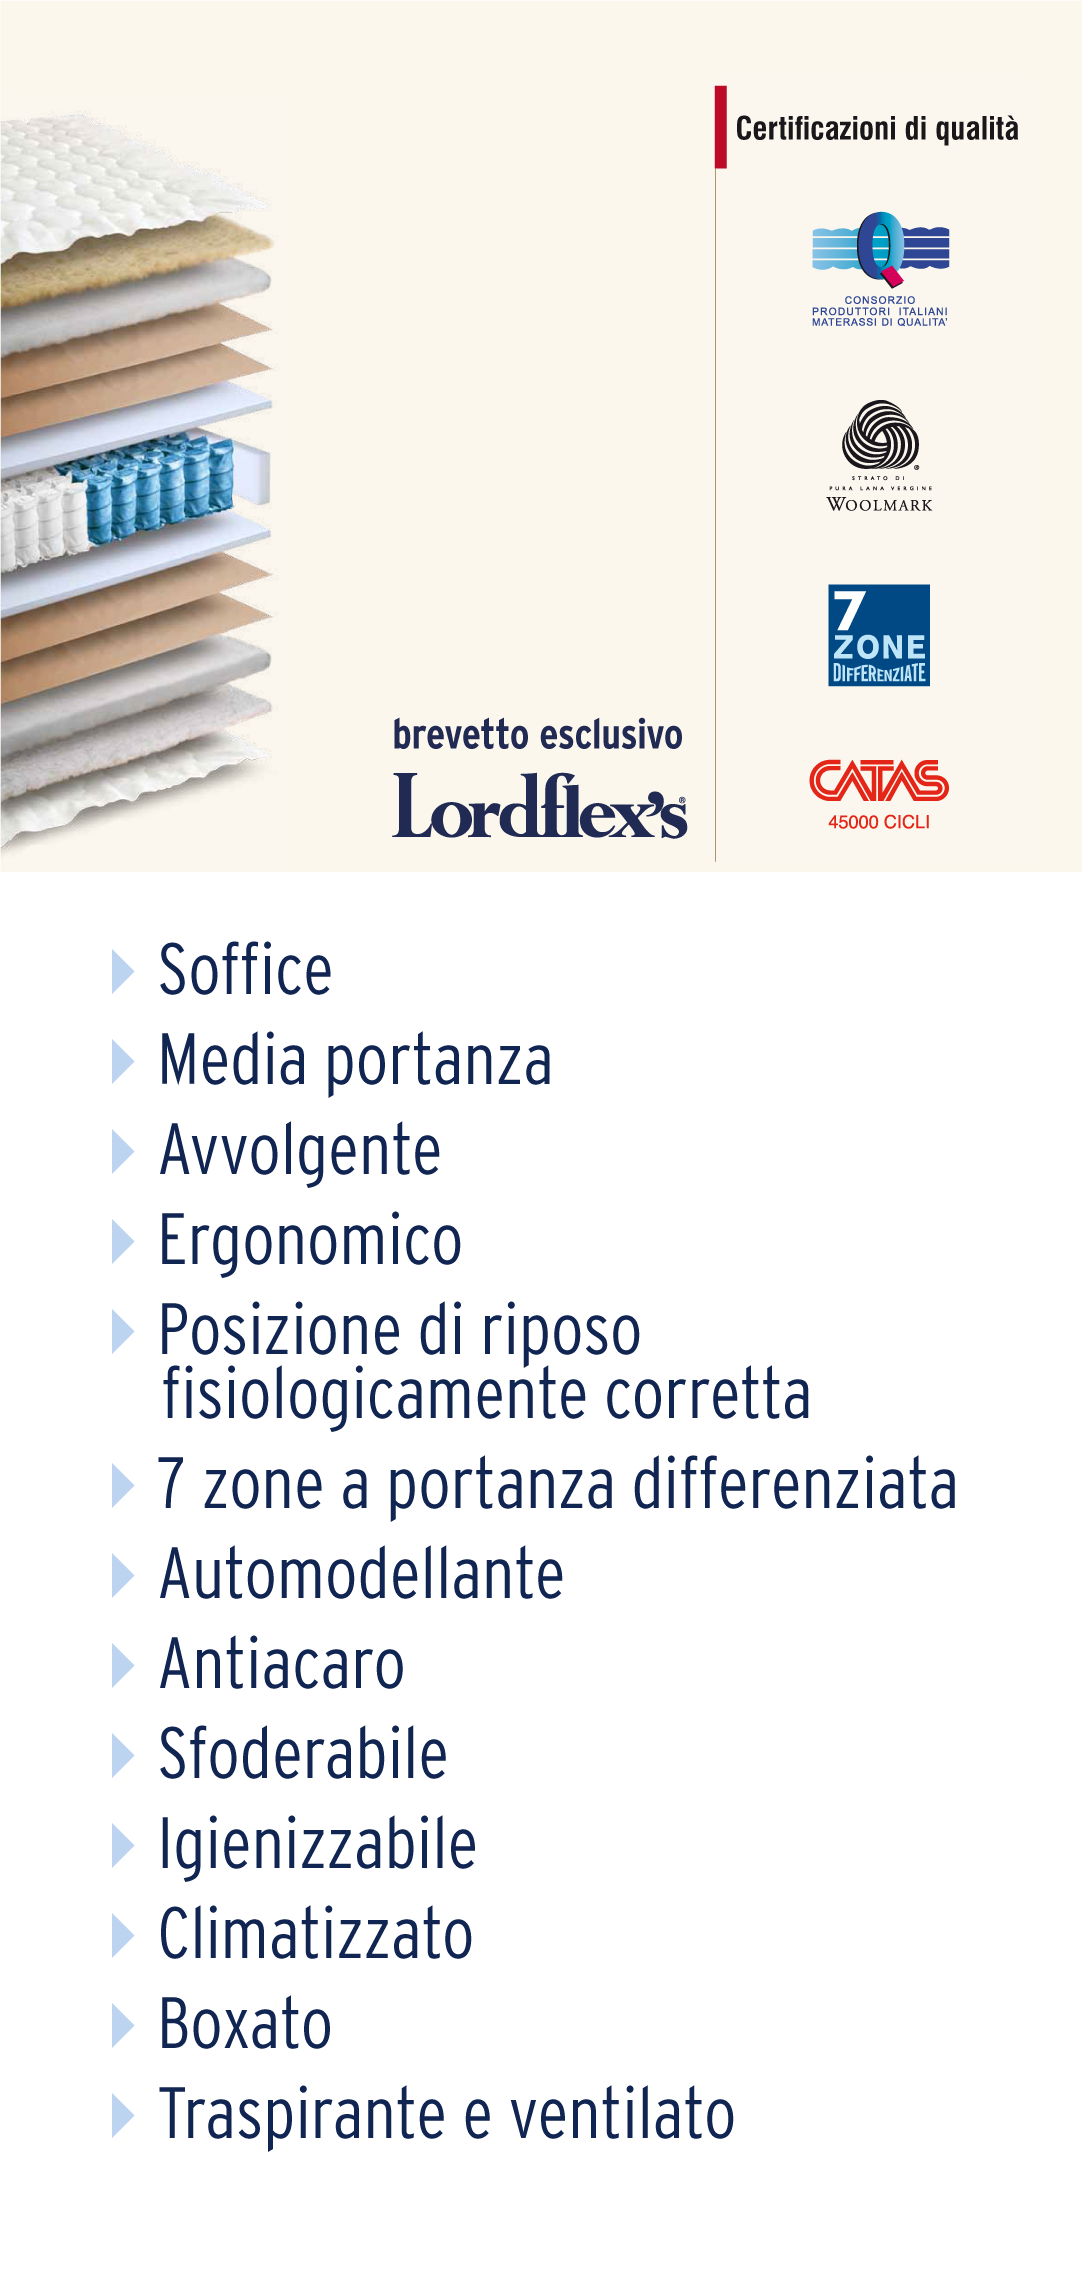 Certificazioni di qualità
Q
CONSORZIO
PRODUTTORI ITALIANI
MATERASSI DI QUALITA'
STRATO DI
PURA LANA VERGINE
WOOLMARK
7
ZONE
DIFFERENZIATE
CATAS
45000 CICLI
brevetto esclusivo
Lordflex's®
Soffice
Media portanza
Avvolgente
Ergonomico
Posizione di riposo
fisiologicamente corretta
7 zone a portanza differenziata
Automodellante
Antiacaro
Sfoderabile
Igienizzabile
Climatizzato
Boxato
Traspirante e ventilato